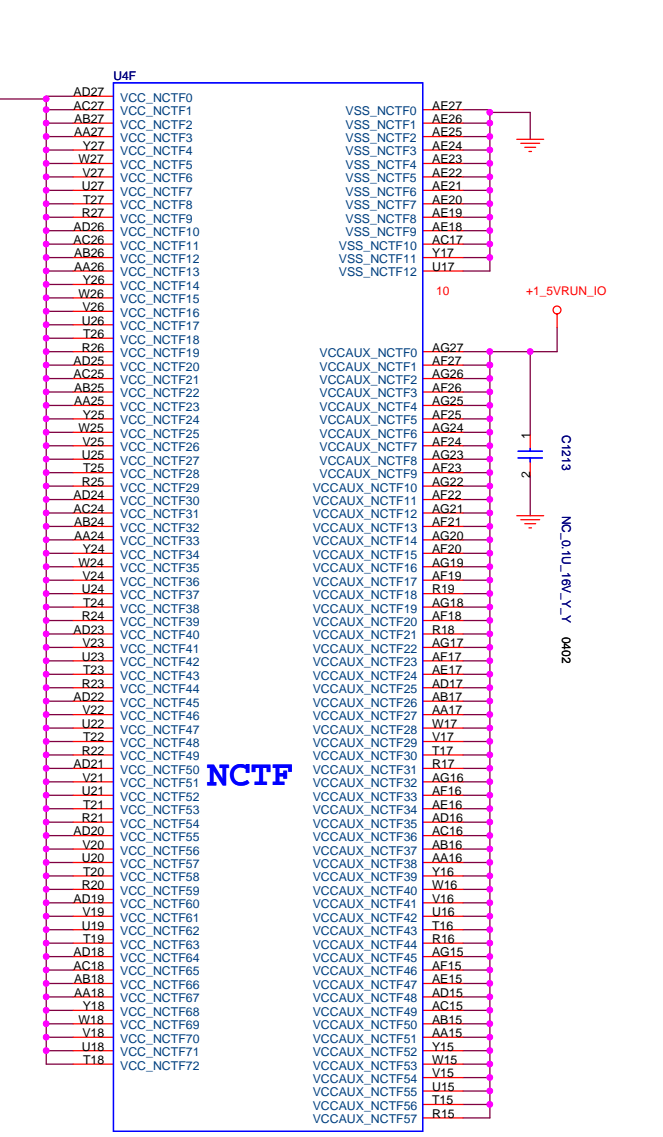 U4F
AD27 VCC_NCTF0
AC27 VCC_NCTF1
AB27 VCC_NCTF2
AA27 VCC_NCTF3
Y27 VCC_NCTF4
W27 VCC_NCTF5
V27 VCC_NCTF6
U27 VCC_NCTF7
T27 VCC_NCTF8
R27 VCC_NCTF9
AD26 VCC_NCTF10
AC26 VCC_NCTF11
AB26 VCC_NCTF12
AA26 VCC_NCTF13
Y26 VCC_NCTF14
W26 VCC_NCTF15
V26 VCC_NCTF16
U26 VCC_NCTF17
T26 VCC_NCTF18
R26 VCC_NCTF19
AD25 VCC_NCTF20
AC25 VCC_NCTF21
AB25 VCC_NCTF22
AA25 VCC_NCTF23
Y25 VCC_NCTF24
W25 VCC_NCTF25
V25 VCC_NCTF26
U25 VCC_NCTF27
T25 VCC_NCTF28
R25 VCC_NCTF29
AD24 VCC_NCTF30
AC24 VCC_NCTF31
AB24 VCC_NCTF32
AA24 VCC_NCTF33
Y24 VCC_NCTF34
W24 VCC_NCTF35
V24 VCC_NCTF36
U24 VCC_NCTF37
T24 VCC_NCTF38
R24 VCC_NCTF39
AD23 VCC_NCTF40
V23 VCC_NCTF41
U23 VCC_NCTF42
T23 VCC_NCTF43
R23 VCC_NCTF44
AD22 VCC_NCTF45
V22 VCC_NCTF46
U22 VCC_NCTF47
T22 VCC_NCTF48
R22 VCC_NCTF49
AD21 VCC_NCTF50
V21 VCC_NCTF51
U21 VCC_NCTF52
T21 VCC_NCTF53
R21 VCC_NCTF54
AD20 VCC_NCTF55
V20 VCC_NCTF56
U20 VCC_NCTF57
T20 VCC_NCTF58
R20 VCC_NCTF59
AD19 VCC_NCTF60
V19 VCC_NCTF61
U19 VCC_NCTF62
T19 VCC_NCTF63
AD18 VCC_NCTF64
AC18 VCC_NCTF65
AB18 VCC_NCTF66
AA18 VCC_NCTF67
Y18 VCC_NCTF68
W18 VCC_NCTF69
V18 VCC_NCTF70
U18 VCC_NCTF71
T18 VCC_NCTF72
NCTF
VSS_NCTF0 AE27
VSS_NCTF1 AE26
VSS_NCTF2 AE25
VSS_NCTF3 AE24
VSS_NCTF4 AE23
VSS_NCTF5 AE22
VSS_NCTF6 AE21
VSS_NCTF7 AE20
VSS_NCTF8 AE19
VSS_NCTF9 AE18
VSS_NCTF10 AC17
VSS_NCTF11 Y17
VSS_NCTF12 U17
10
+1_5VRUN_IO
VCCAUX_NCTF0 AG27
VCCAUX_NCTF1 AF27
VCCAUX_NCTF2 AG26
VCCAUX_NCTF3 AF26
VCCAUX_NCTF4 AG25
VCCAUX_NCTF5 AF25
VCCAUX_NCTF6 AG24
VCCAUX_NCTF7 AF24
VCCAUX_NCTF8 AG23
VCCAUX_NCTF9 AF23
VCCAUX_NCTF10 AG22
VCCAUX_NCTF11 AF22
VCCAUX_NCTF12 AG21
VCCAUX_NCTF13 AF21
VCCAUX_NCTF14 AG20
VCCAUX_NCTF15 AF20
VCCAUX_NCTF16 AG19
VCCAUX_NCTF17 AF19
VCCAUX_NCTF18 R19
VCCAUX_NCTF19 AG18
VCCAUX_NCTF20 AF18
VCCAUX_NCTF21 R18
VCCAUX_NCTF22 AG17
VCCAUX_NCTF23 AF17
VCCAUX_NCTF24 AE17
VCCAUX_NCTF25 AD17
VCCAUX_NCTF26 AB17
VCCAUX_NCTF27 AA17
VCCAUX_NCTF28 W17
VCCAUX_NCTF29 V17
VCCAUX_NCTF30 T17
VCCAUX_NCTF31 R17
VCCAUX_NCTF32 AG16
VCCAUX_NCTF33 AF16
VCCAUX_NCTF34 AE16
VCCAUX_NCTF35 AD16
VCCAUX_NCTF36 AC16
VCCAUX_NCTF37 AB16
VCCAUX_NCTF38 AA16
VCCAUX_NCTF39 Y16
VCCAUX_NCTF40 W16
VCCAUX_NCTF41 V16
VCCAUX_NCTF42 U16
VCCAUX_NCTF43 T16
VCCAUX_NCTF44 R16
VCCAUX_NCTF45 AG15
VCCAUX_NCTF46 AF15
VCCAUX_NCTF47 AE15
VCCAUX_NCTF48 AD15
VCCAUX_NCTF49 AC15
VCCAUX_NCTF50 AB15
VCCAUX_NCTF51 AA15
VCCAUX_NCTF52 Y15
VCCAUX_NCTF53 W15
VCCAUX_NCTF54 V15
VCCAUX_NCTF55 U15
VCCAUX_NCTF56 T15
VCCAUX_NCTF57 R15
1 2
C1213 NC_0.1U_16V_Y_Y 0402